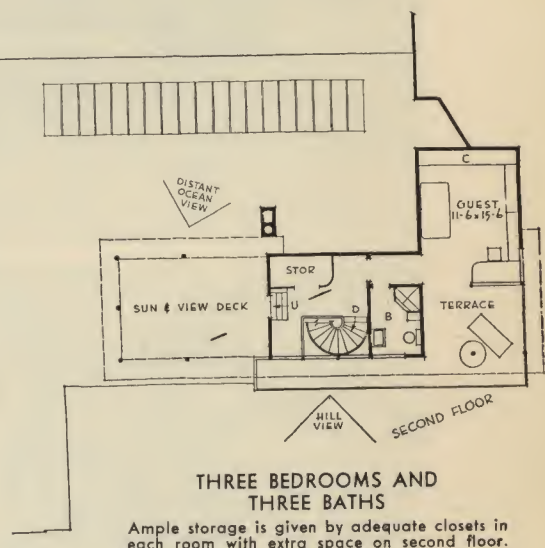 C
GUEST
11-6 x 15-6
DISTANT
OCEAN
VIEW
STOR
SUN & VIEW DECK
U
D
B
TERRACE
HILL
VIEW
SECOND FLOOR
THREE BEDROOMS AND
THREE BATHS
Ample storage is given by adequate closets in
each room with extra space on second floor.